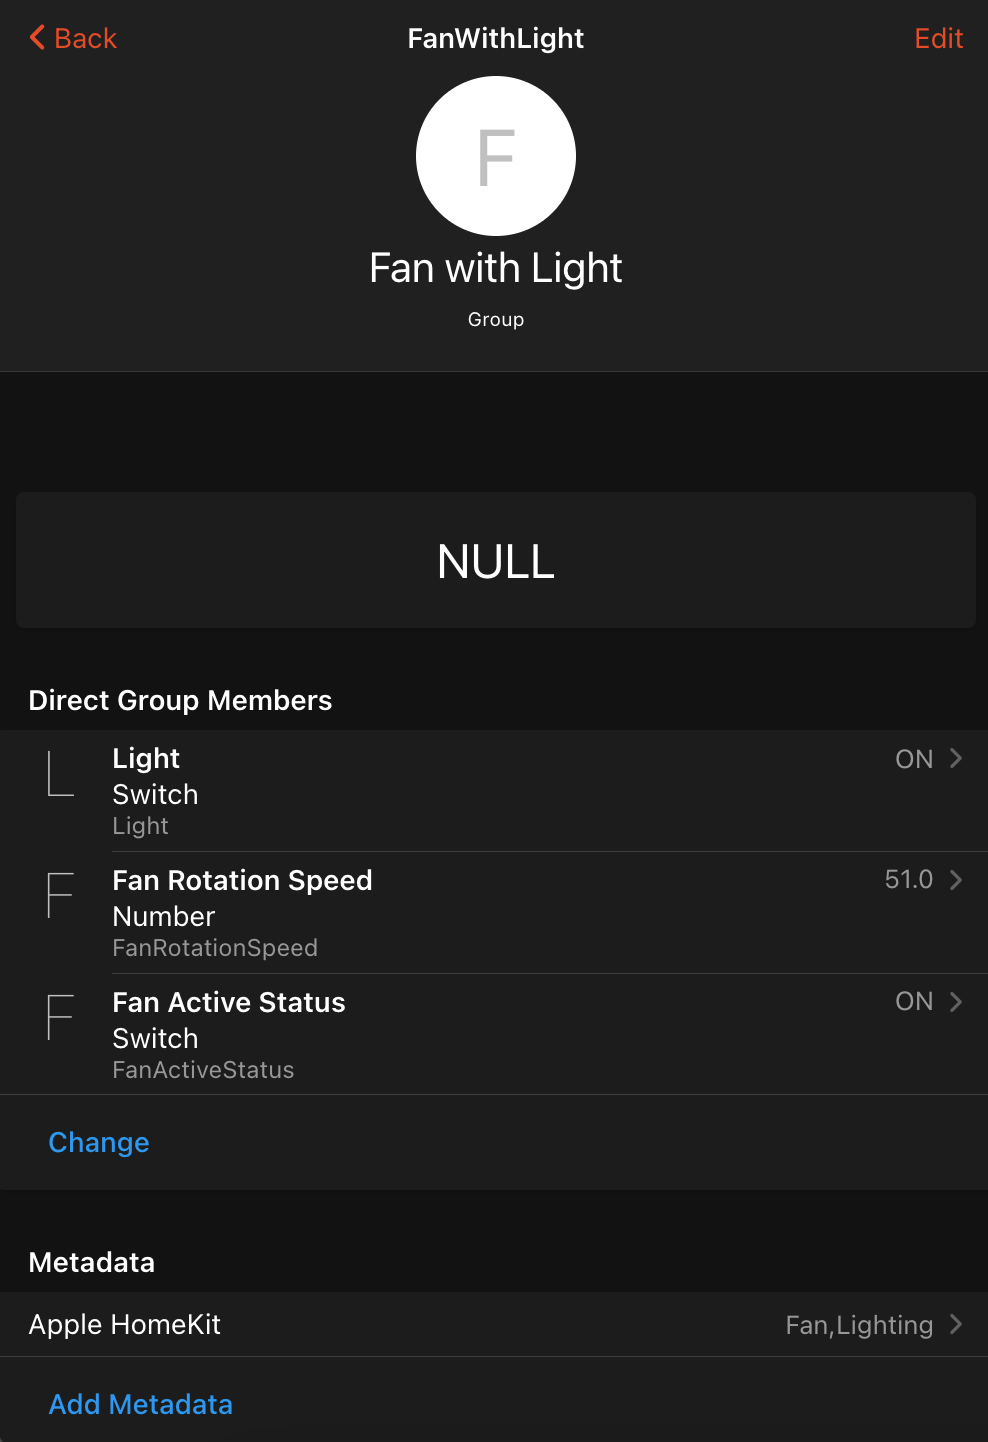 Back FanWithLight Edit
F
Fan with Light
Group
NULL
Direct Group Members
L Light ON
Switch
Light
F Fan Rotation Speed 51.0
Number
FanRotationSpeed
F Fan Active Status ON
Switch
FanActiveStatus
Change
Metadata
Apple HomeKit Fan,Lighting
Add Metadata